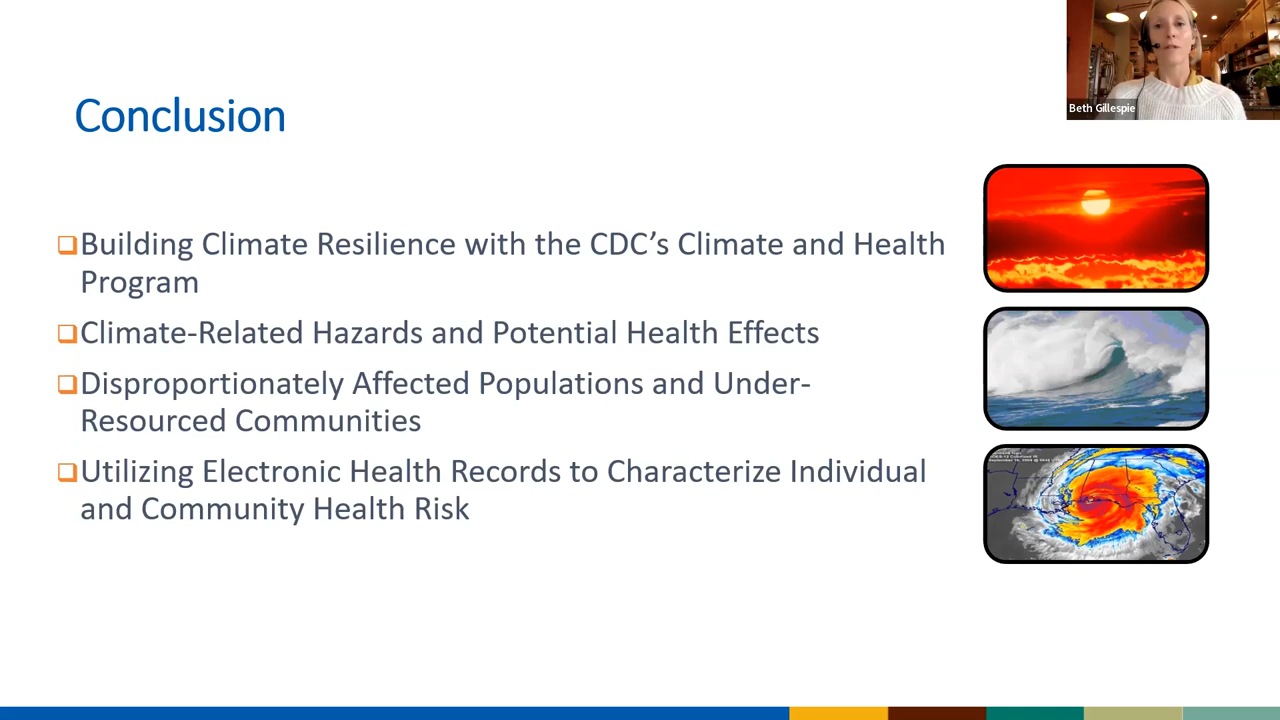 Beth Gillespie
Conclusion
Building Climate Resilience with the CDC’s Climate and Health
Program
Climate-Related Hazards and Potential Health Effects
Disproportionately Affected Populations and Under-
Resourced Communities
Utilizing Electronic Health Records to Characterize Individual
and Community Health Risk